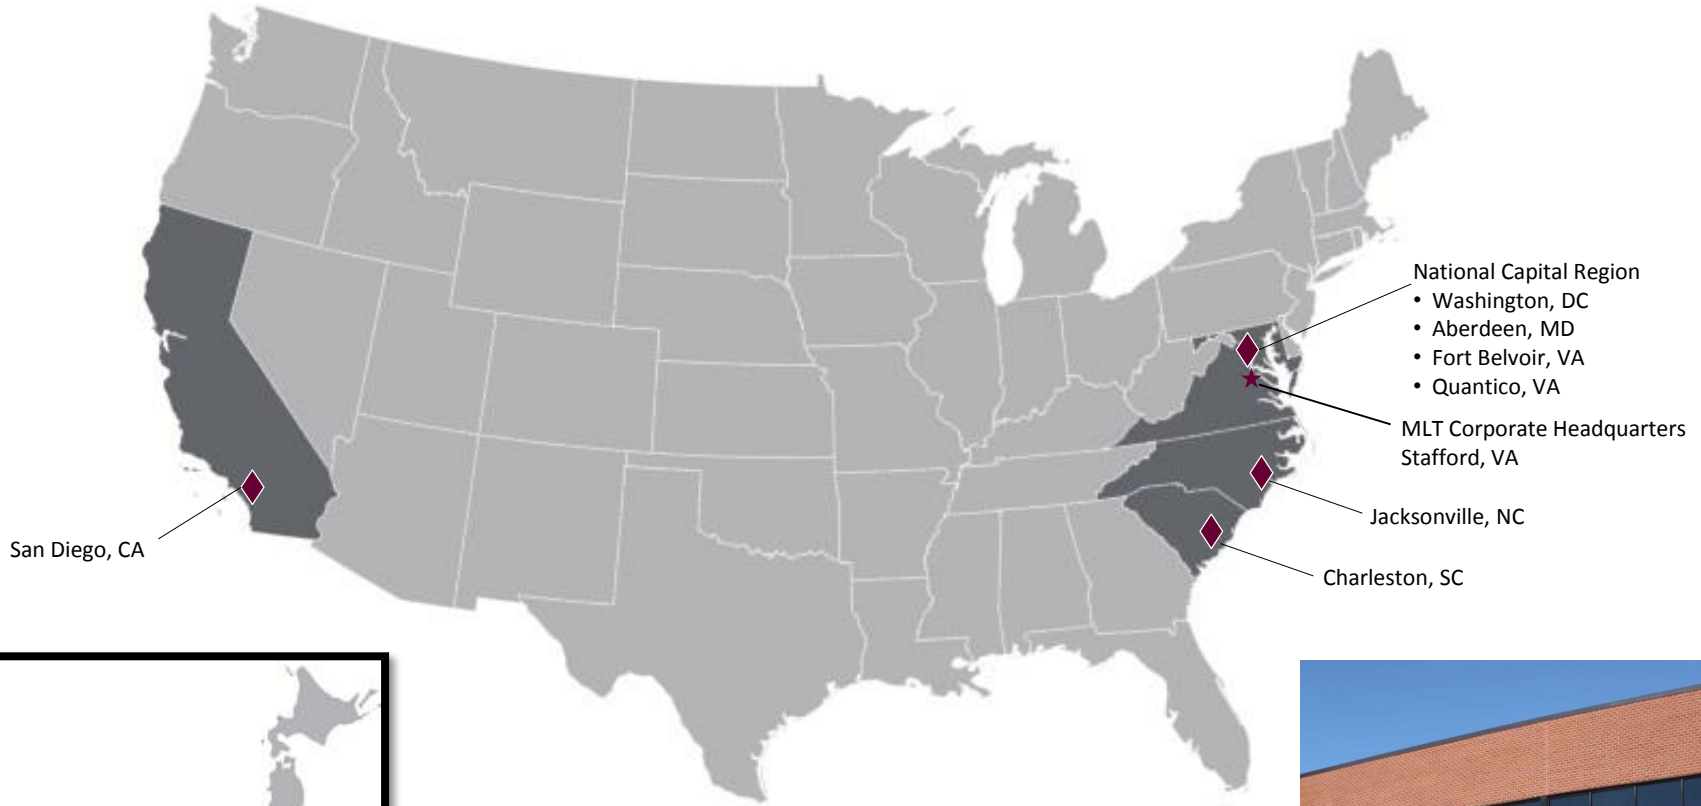 National Capital Region
• Washington, DC
• Aberdeen, MD
• Fort Belvoir, VA
• Quantico, VA
MLT Corporate Headquarters
Stafford, VA
Jacksonville, NC
San Diego, CA
Charleston, SC